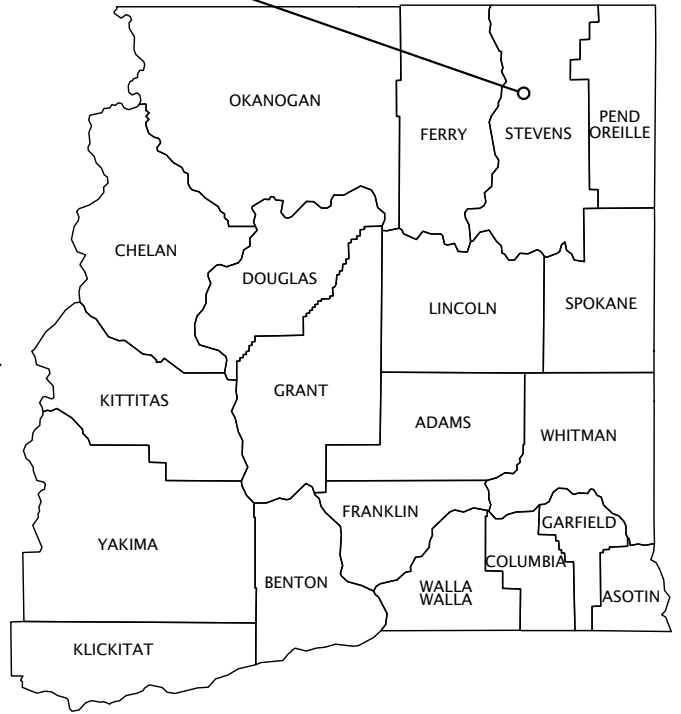 OKANOGAN
FERRY
STEVENS
PEND
OREILLE
CHELAN
DOUGLAS
LINCOLN
SPOKANE
KITTITAS
GRANT
ADAMS
WHITMAN
FRANKLIN
GARFIELD
YAKIMA
BENTON
COLUMBIA
WALLA
WALLA
ASOTIN
KLICKITAT